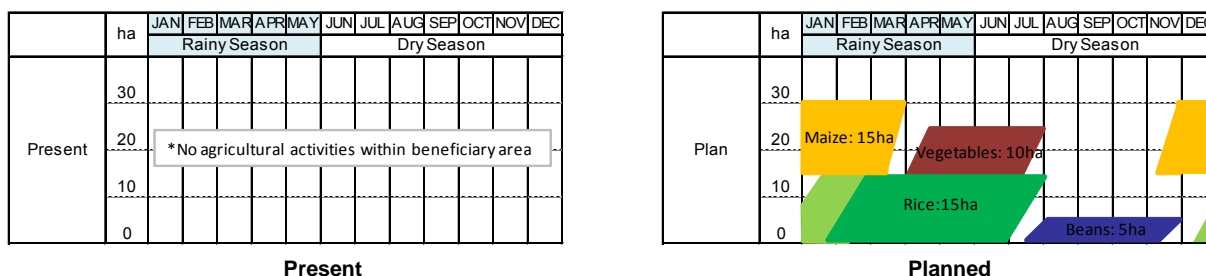 ha JAN FEB MAR APR MAY JUN JUL AUG SEP OCT NOV DEC
Rainy Season Dry Season
Present
30
20
10
0
*No agricultural activities within beneficiary area
Present
ha JAN FEB MAR APR MAY JUN JUL AUG SEP OCT NOV DEC
Rainy Season Dry Season
Plan
30
20
10
0
Maize: 15ha
Vegetables: 10ha
Rice:15ha
Beans: 5ha
Planned